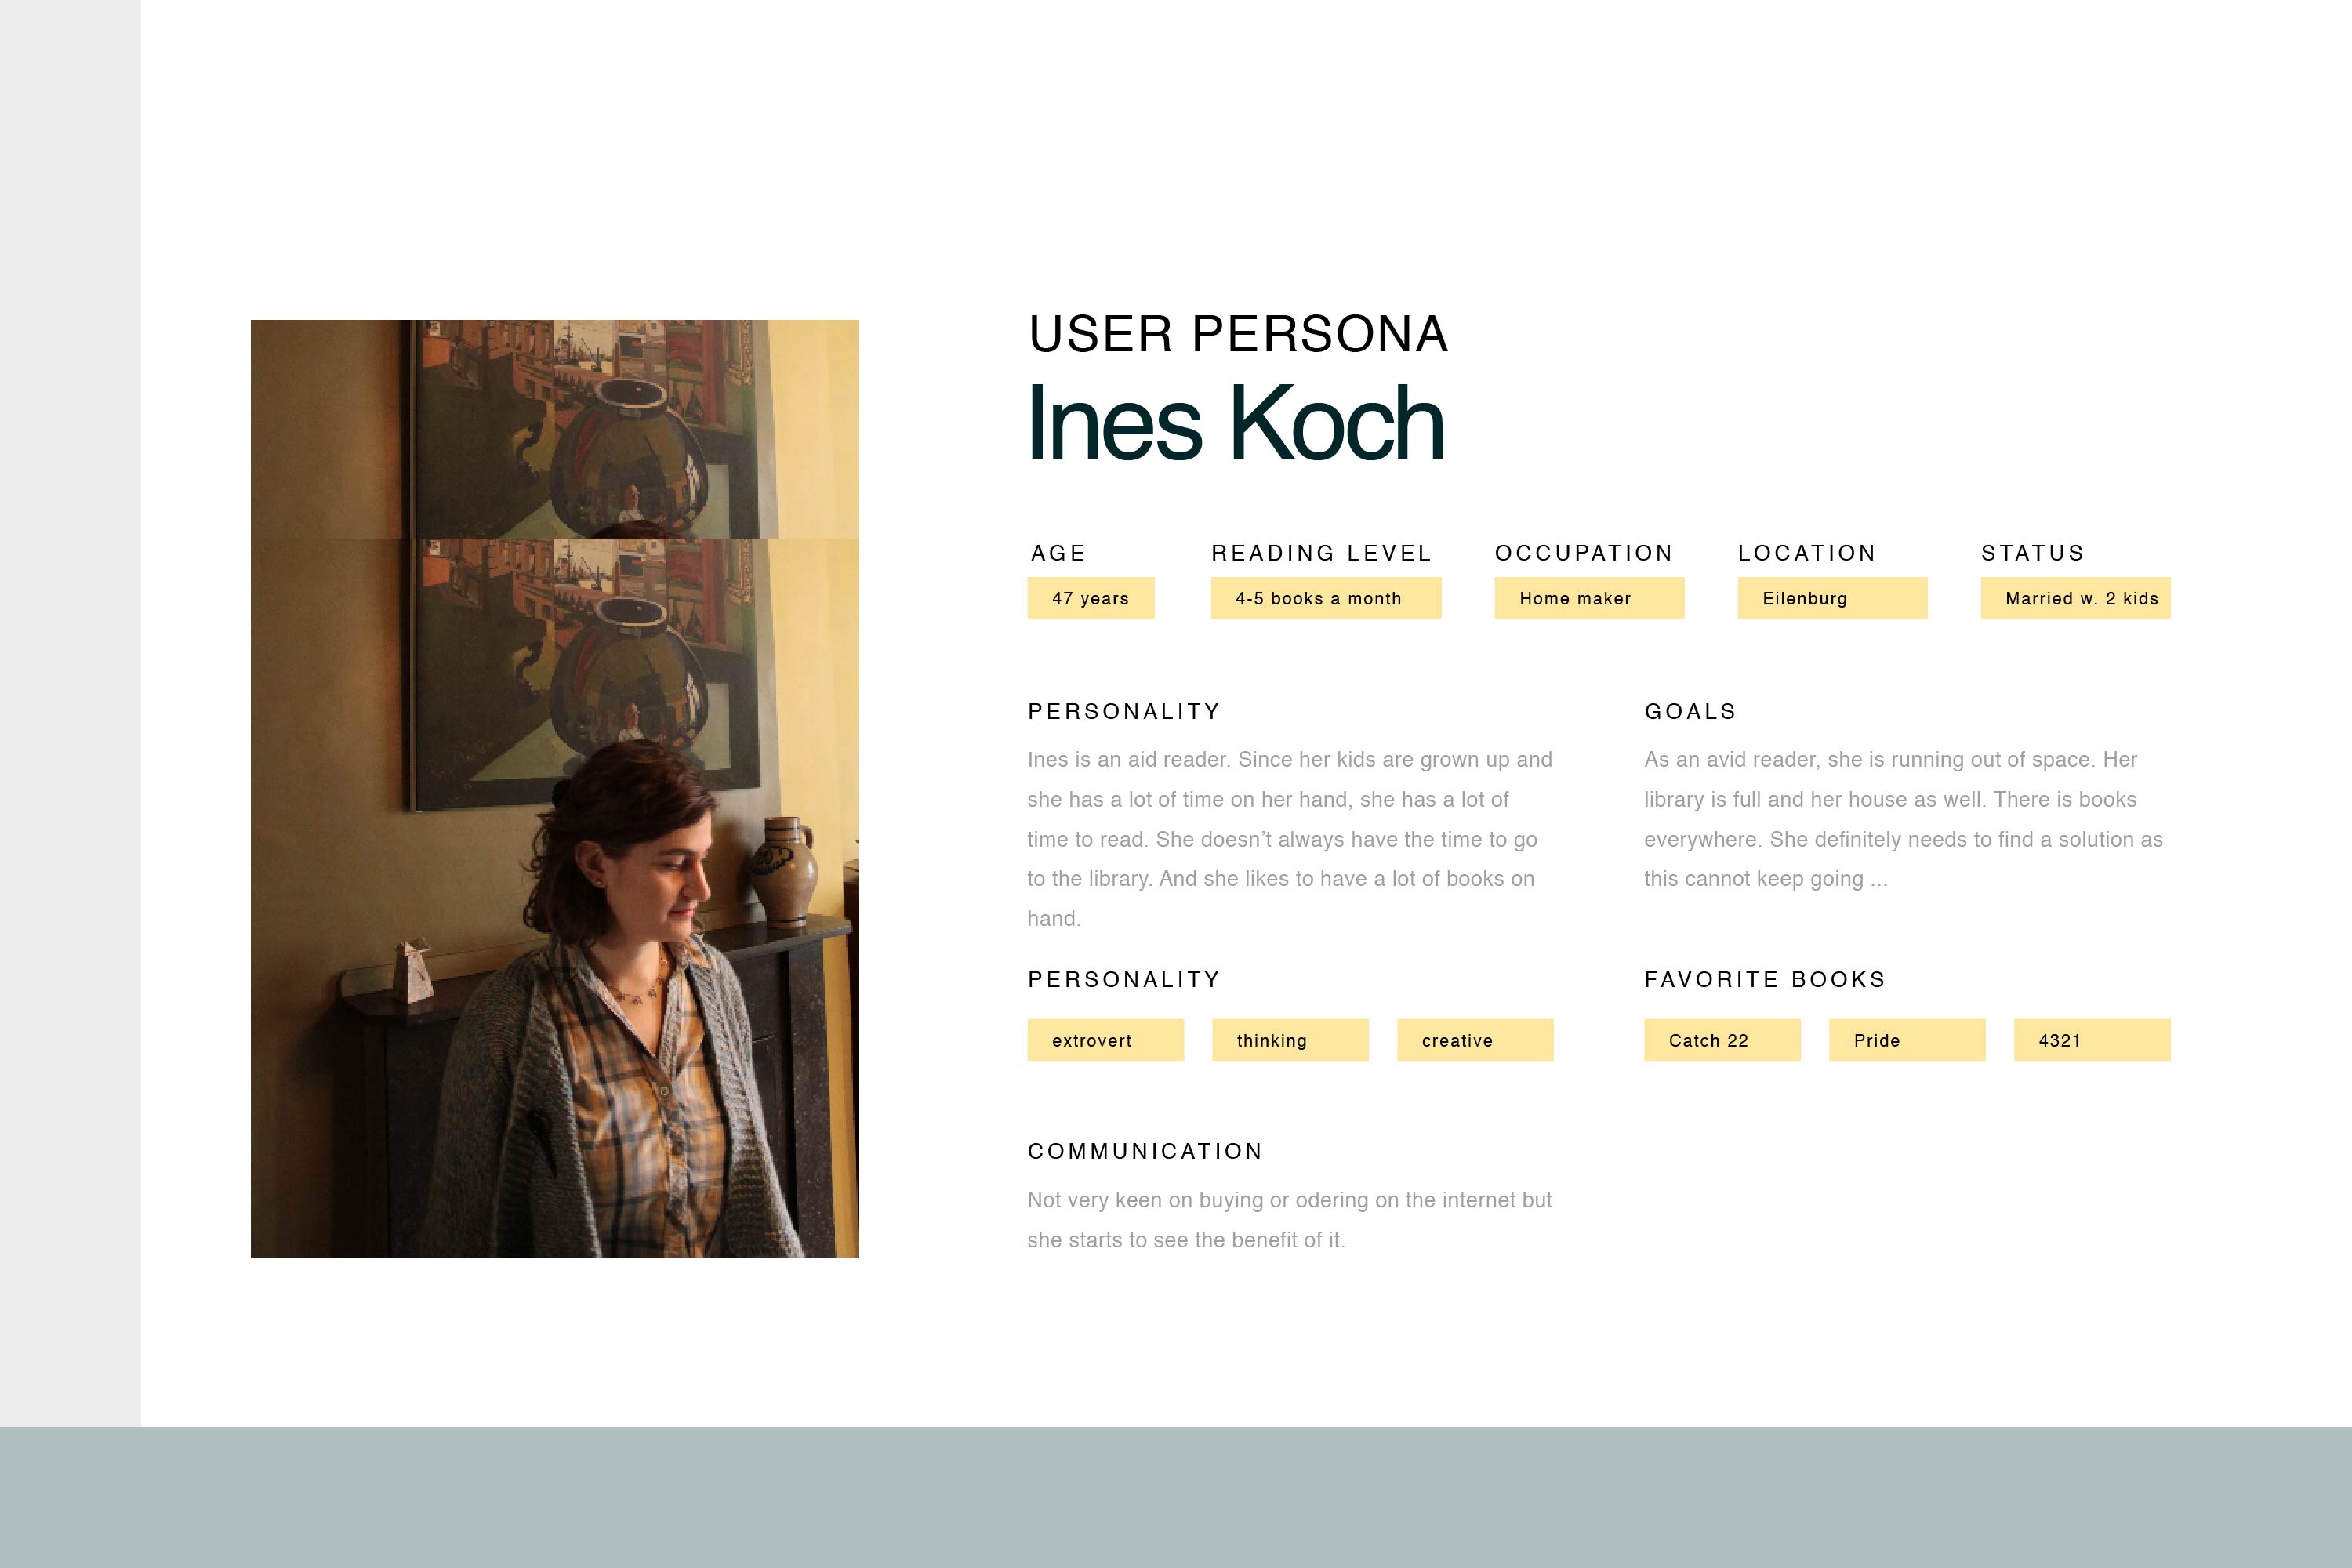 USER PERSONA
Ines Koch
AGE
47 years
READING LEVEL
4-5 books a month
OCCUPATION
Home maker
LOCATION
Eilenburg
STATUS
Married w. 2 kids
PERSONALITY
Ines is an aid reader. Since her kids are grown up and
she has a lot of time on her hand, she has a lot of
time to read. She doesn’t always have the time to go
to the library. And she likes to have a lot of books on
hand.
GOALS
As an avid reader, she is running out of space. Her
library is full and her house as well. There is books
everywhere. She definitely needs to find a solution as
this cannot keep going ...
PERSONALITY
extrovert
thinking
creative
FAVORITE BOOKS
Catch 22
Pride
4321
COMMUNICATION
Not very keen on buying or odering on the internet but
she starts to see the benefit of it.